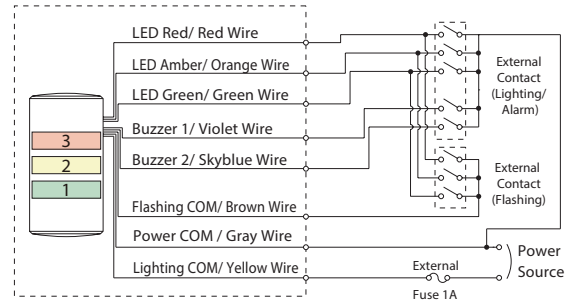 LED Red/ Red Wire
LED Amber/ Orange Wire
LED Green/ Green Wire
Buzzer 1/ Violet Wire
Buzzer 2/ Skyblue Wire
Flashing COM/ Brown Wire
Power COM / Gray Wire
Lighting COM/ Yellow Wire
3
2
1
External
Contact
(Lighting/
Alarm)
External
Contact
(Flashing)
Power
Source
External
Fuse 1A